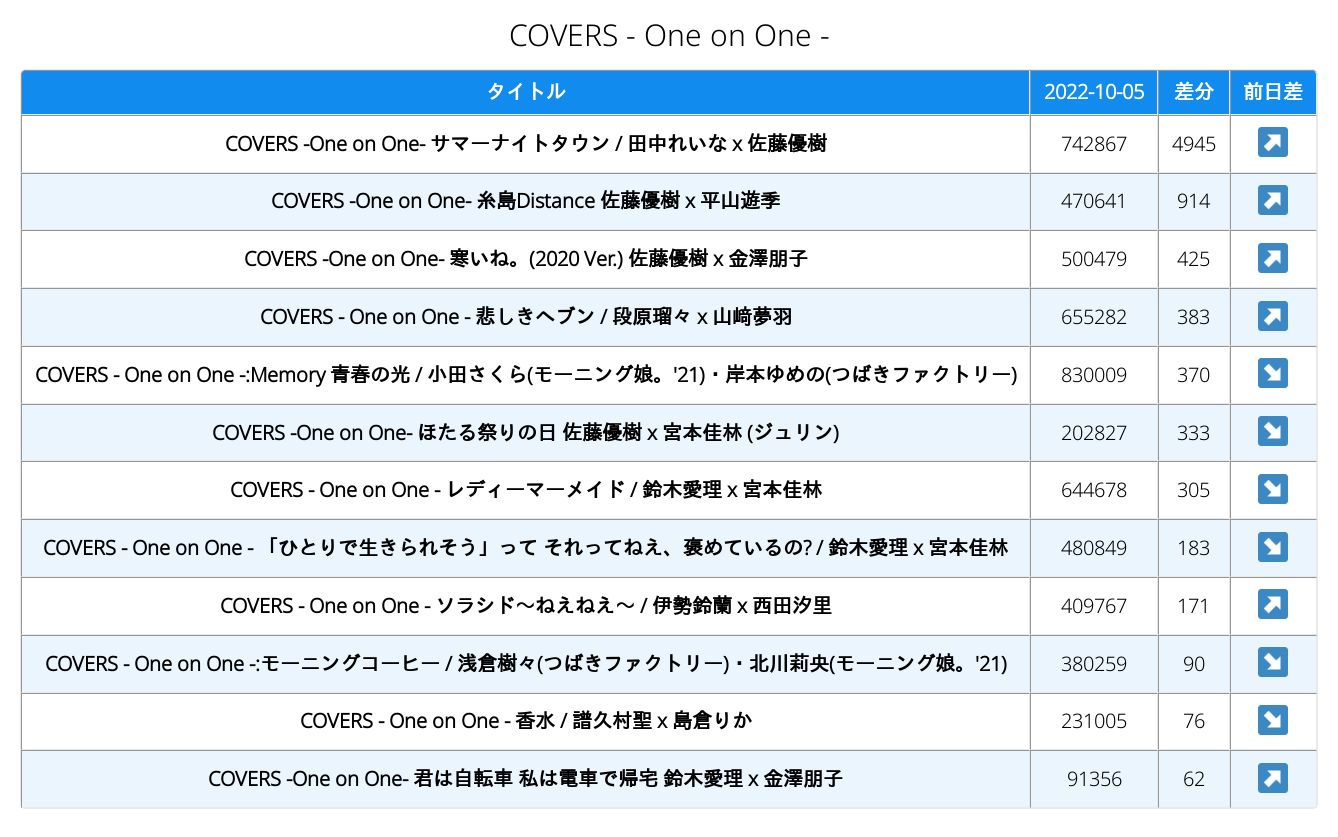 COVERS - One on One -
タイトル 2022-10-05 差分 前日差
COVERS -One on One- サマーナイトタウン / 田中れいな x 佐藤優樹 742867 4945
COVERS -One on One- 糸島Distance 佐藤優樹 x 平山遊季 470641 914
COVERS -One on One- 寒いね。(2020 Ver.) 佐藤優樹 x 金澤朋子 500479 425
COVERS - One on One - 悲しきヘブン / 段原瑠々 x 山﨑夢羽 655282 383
COVERS - One on One -:Memory 青春の光 / 小田さくら(モーニング娘。'21)・岸本ゆめの(つばきファクトリー) 830009 370
COVERS -One on One- ほたる祭りの日 佐藤優樹 x 宮本佳林 (ジュリン) 202827 333
COVERS - One on One - レディーマーメイド / 鈴木愛理 x 宮本佳林 644678 305
COVERS - One on One - 「ひとりで生きられそう」って それってねえ、褒めているの? / 鈴木愛理 x 宮本佳林 480849 183
COVERS - One on One - ソラシド〜ねえねえ〜 / 伊勢鈴蘭 x 西田汐里 409767 171
COVERS - One on One -:モーニングコーヒー / 浅倉樹々(つばきファクトリー)・北川莉央(モーニング娘。'21) 380259 90
COVERS - One on One - 香水 / 譜久村聖 x 島倉りか 231005 76
COVERS -One on One- 君は自転車 私は電車で帰宅 鈴木愛理 x 金澤朋子 91356 62